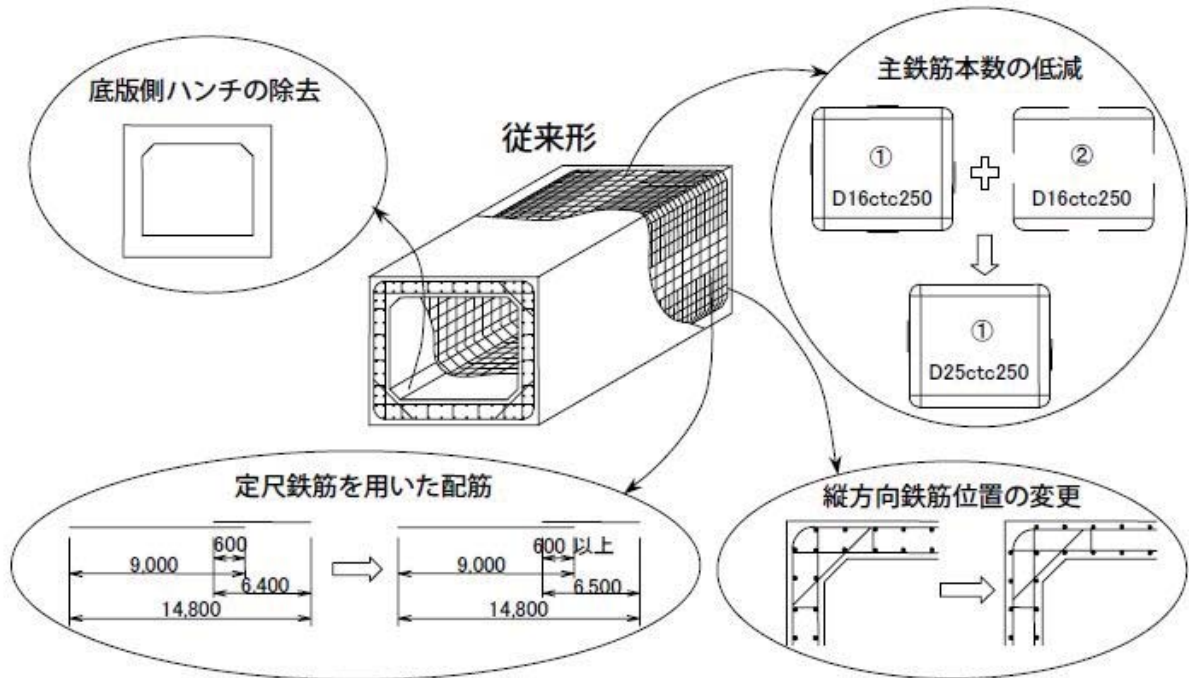 底版側ハンチの除去
従来形
主鉄筋本数の低減
①
D16ctc250
②
D16ctc250
①
D25ctc250
定尺鉄筋を用いた配筋
600
9,000
6,400
14,800
600 以上
9,000
6,500
14,800
縦方向鉄筋位置の変更